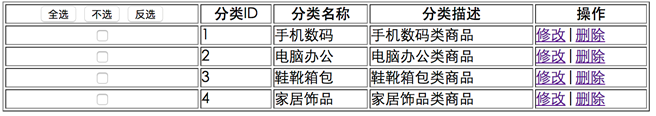 全选 不选 反选 分类ID 分类名称 分类描述 操作
1 手机数码 手机数码类商品 修改 | 删除
2 电脑办公 电脑办公类商品 修改 | 删除
3 鞋靴箱包 鞋靴箱包类商品 修改 | 删除
4 家居饰品 家居饰品类商品 修改 | 删除